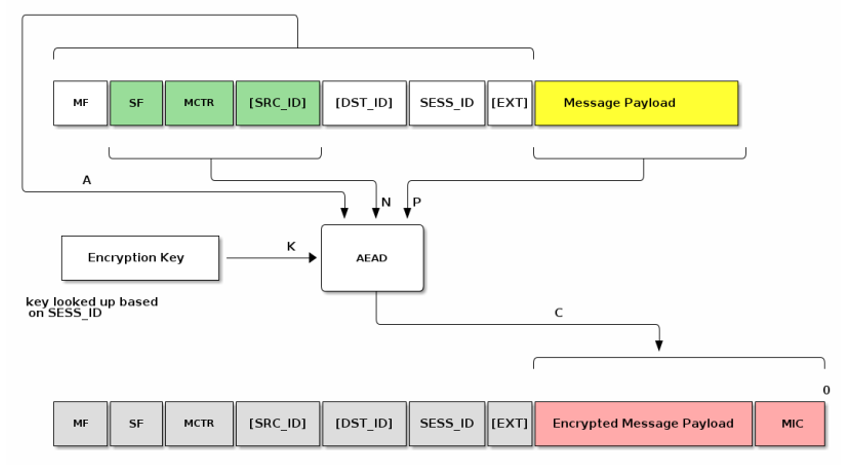 MF SF MCTR [SRC_ID] [DST_ID] SESS_ID [EXT] Message Payload
A
N P
Encryption Key K AEAD
key looked up based
on SESS_ID
C
0
MF SF MCTR [SRC_ID] [DST_ID] SESS_ID [EXT] Encrypted Message Payload MIC